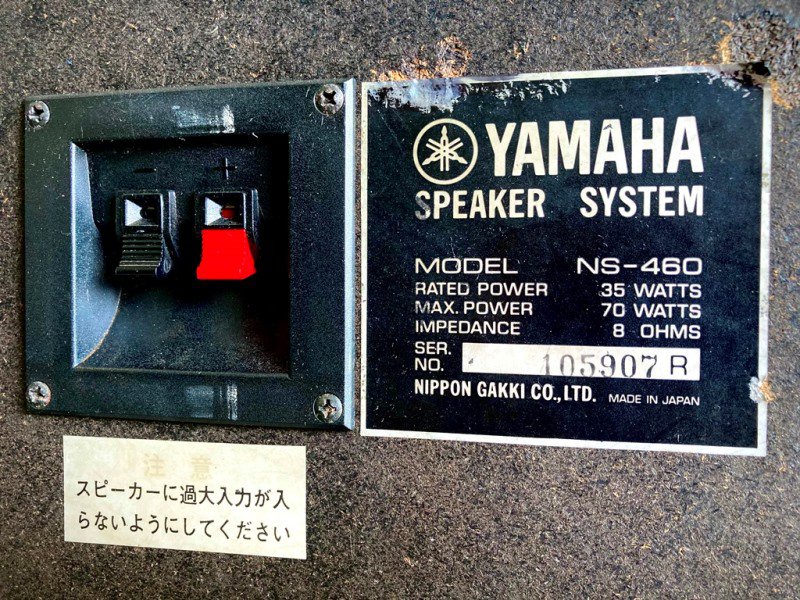 - +
YAMAHA
SPEAKER SYSTEM
MODEL NS-460
RATED POWER 35 WATTS
MAX. POWER 70 WATTS
IMPEDANCE 8 OHMS
SER.
NO. 105907 R
NIPPON GAKKI CO., LTD. MADE IN JAPAN
注意
スピーカーに過大入力が入
らないようにしてください